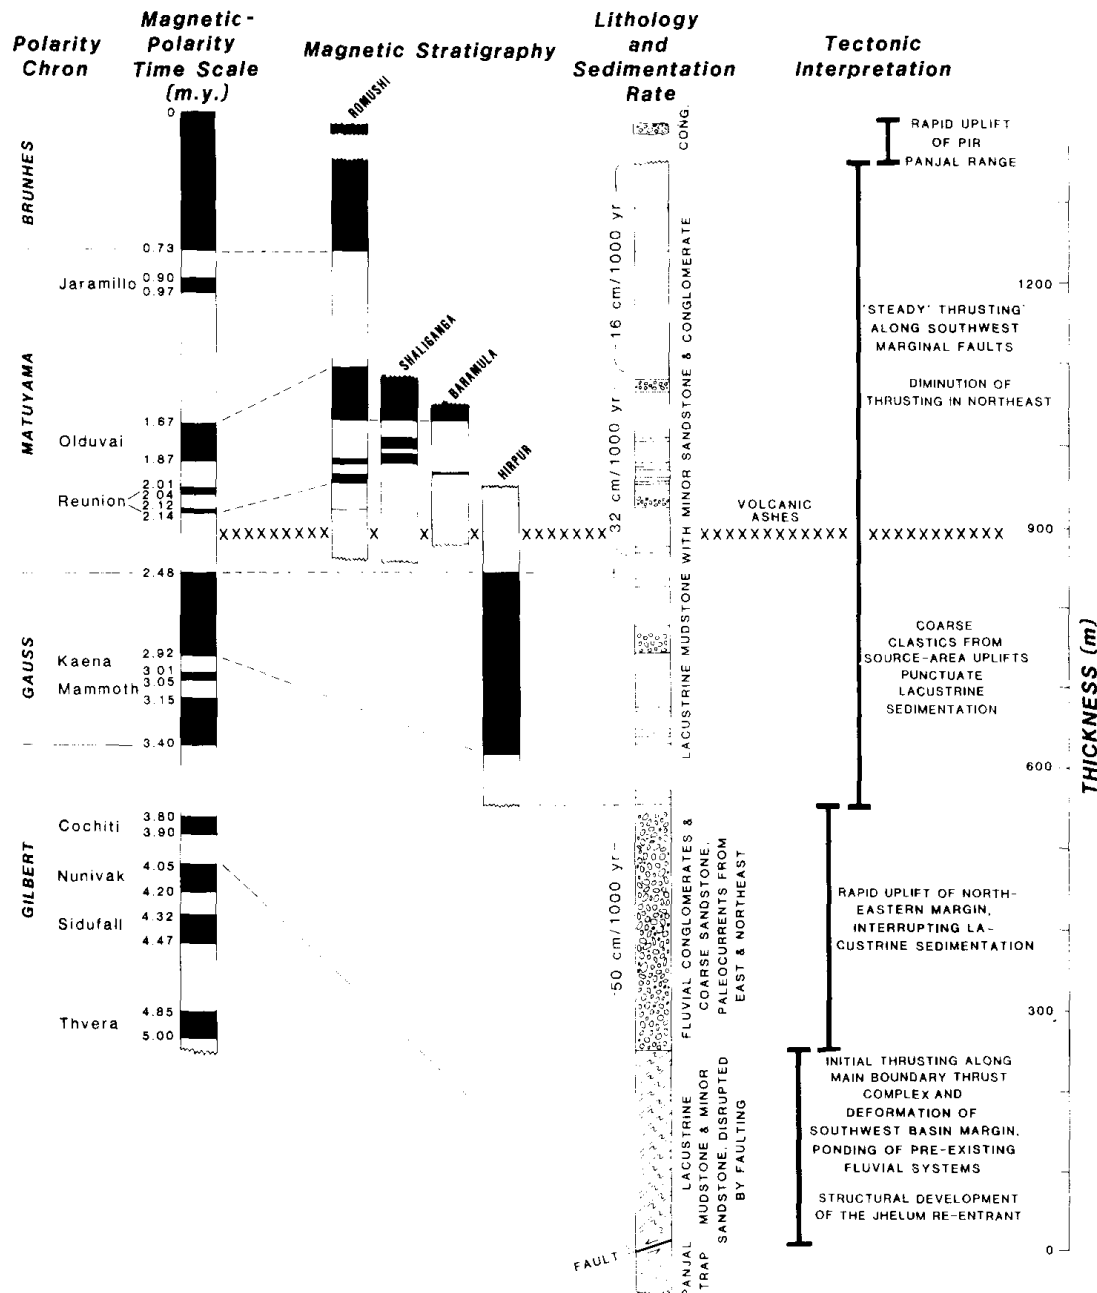 Polarity
Chron
Magnetic-
Polarity
Time Scale
(m.y.)
Magnetic Stratigraphy
Lithology
and
Sedimentation
Rate
Tectonic
Interpretation
BRUNHES
MATUYAMA
GAUSS
GILBERT
Jaramillo
Olduvai
Reunion
Kaena
Mammoth
Cochiti
Nunivak
Sidufall
Thvera
0
0.73
0.90
0.97
1.67
1.87
2.01
2.04
2.12
2.14
2.48
2.92
3.01
3.05
3.15
3.40
3.80
3.90
4.05
4.20
4.32
4.47
4.85
5.00
ROMUSHI
SHALIGANGA
BARAMULA
HIRPUR
XXXXXXXXXX
X
X
XXXXXXXXX
50 cm/1000 yr
32 cm/1000 yr
16 cm/1000 yr
CONG.
LACUSTRINE MUDSTONE WITH MINOR SANDSTONE & CONGLOMERATE
FLUVIAL CONGLOMERATES &
COARSE SANDSTONE,
PALEOCURRENTS FROM
EAST & NORTHEAST
LACUSTRINE
MUDSTONE & MINOR
SANDSTONE, DISRUPTED
BY FAULTING
PANJAL
TRAP
FAULT
VOLCANIC
ASHES
XXXXXXXXXXXX
XXXXXXXXXXXX
RAPID UPLIFT
OF PIR
PANJAL RANGE
'STEADY' THRUSTING
ALONG SOUTHWEST
MARGINAL FAULTS
DIMINUTION OF
THRUSTING IN NORTHEAST
COARSE
CLASTICS FROM
SOURCE-AREA UPLIFTS
PUNCTUATE
LACUSTRINE
SEDIMENTATION
RAPID UPLIFT OF NORTH-
EASTERN MARGIN,
INTERRUPTING LA-
CUSTRINE SEDIMENTATION
INITIAL THRUSTING ALONG
MAIN BOUNDARY THRUST
COMPLEX AND
DEFORMATION OF
SOUTHWEST BASIN MARGIN,
PONDING OF PRE-EXISTING
FLUVIAL SYSTEMS
STRUCTURAL DEVELOPMENT
OF THE JHELUM RE-ENTRANT
1200
900
600
300
0
THICKNESS (m)